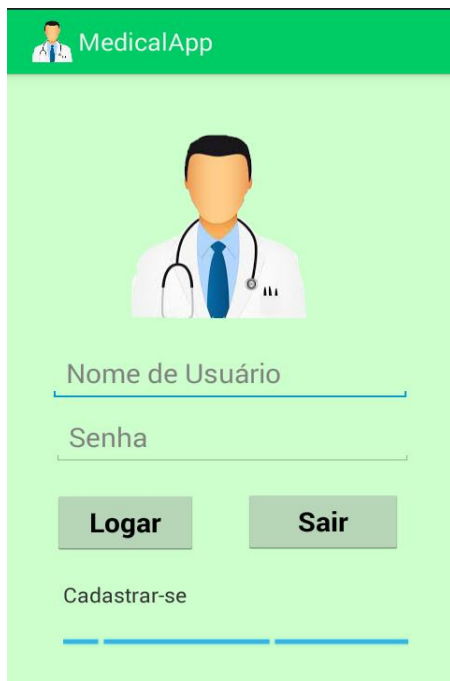 MedicalApp
Nome de Usuário
Senha
Logar
Sair
Cadastrar-se